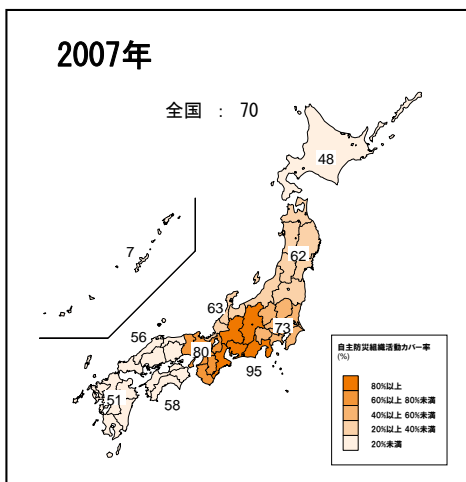 2007年
全国 : 70
48
7
62
63
73
56
80
95
51
58
自主防災組織活動カバー率
(%)
80%以上
60%以上 80%未満
40%以上 60%未満
20%以上 40%未満
20%未満